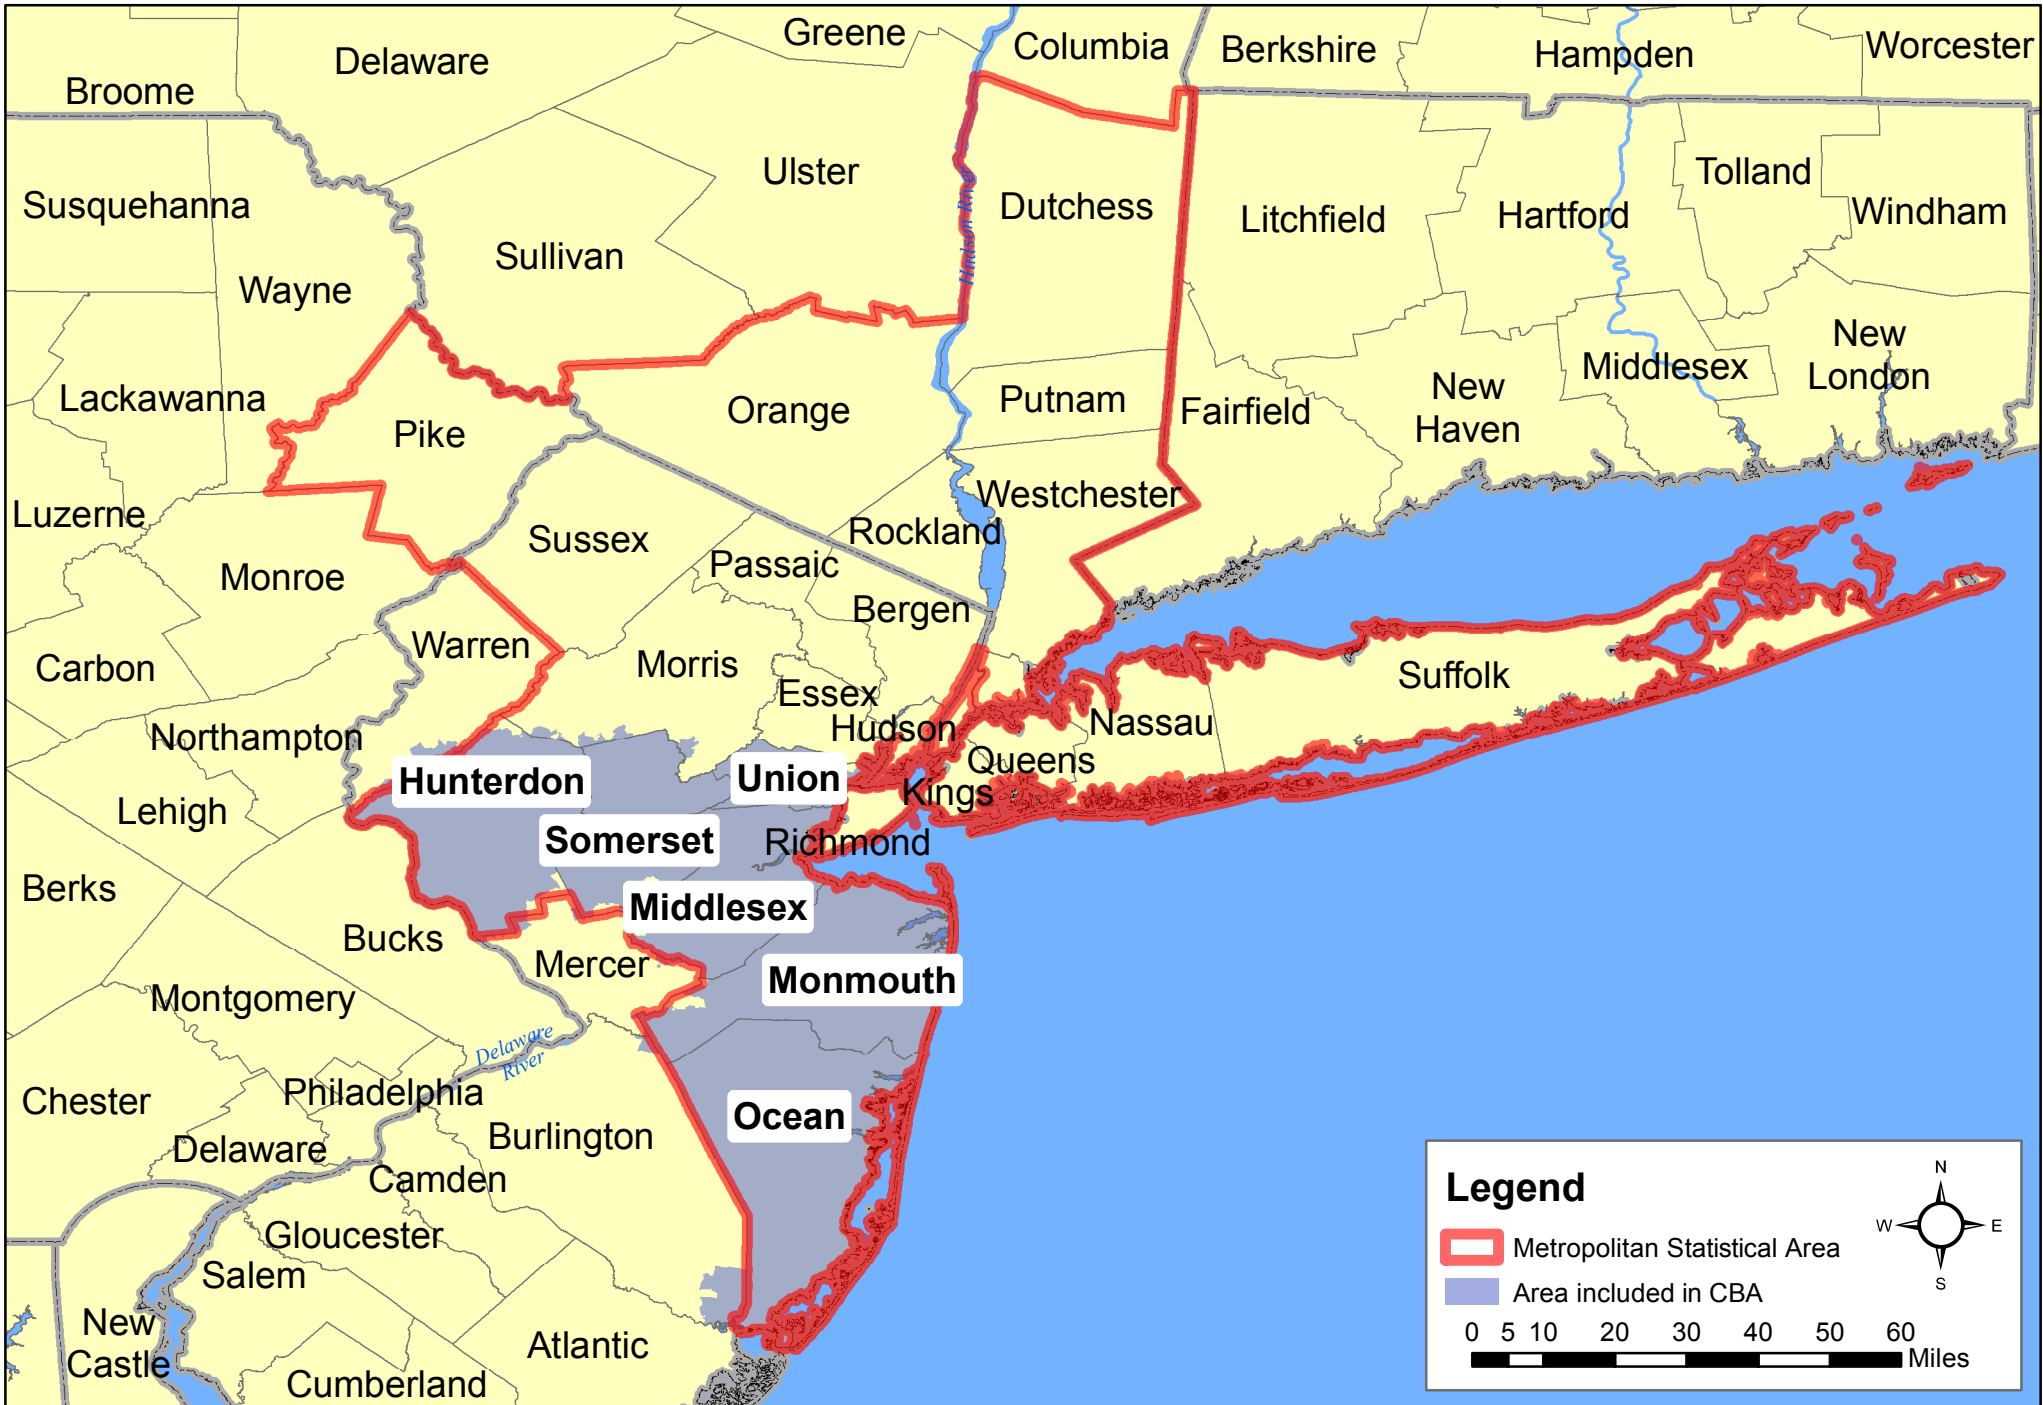 Greene
Columbia
Berkshire
Hampden
Worcester
Delaware
Broome
Ulster
Tolland
Susquehanna
Hudson River
Dutchess
Litchfield
Hartford
Windham
Sullivan
Wayne
New
London
Middlesex
Lackawanna
Orange
Putnam
Fairfield
New
Haven
Pike
Westchester
Luzerne
Sussex
Rockland
Passaic
Monroe
Bergen
Warren
Carbon
Morris
Suffolk
Essex
Hudson
Nassau
Northampton
Queens
Hunterdon
Union
Kings
Lehigh
Somerset
Richmond
Berks
Middlesex
Bucks
Mercer
Monmouth
Montgomery
Delaware
River
Chester
Philadelphia
Ocean
Burlington
Delaware
Camden
Gloucester
Salem
New
Castle
Atlantic
Cumberland
Legend
N
W
E
S
Metropolitan Statistical Area
Area included in CBA
0 5 10 20 30 40 50 60
Miles